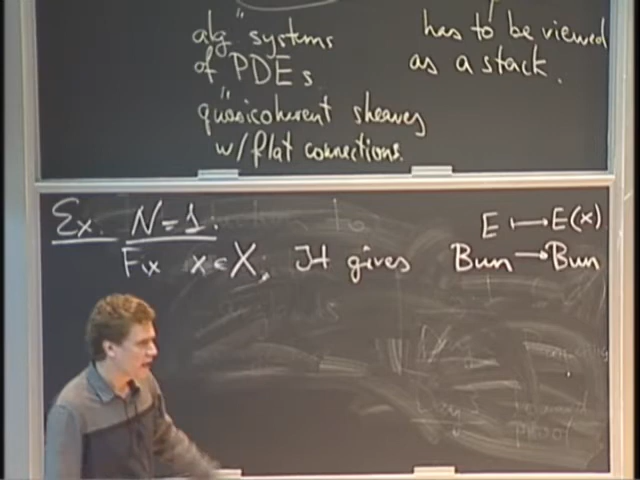 alg. systems
of PDEs
"
quasicoherent sheaves
w/ flat connections.
has to be viewed
as a stack.
Ex. N=1:
E ↦ E(x)
Fix x ∈ X; It gives Bun → Bun